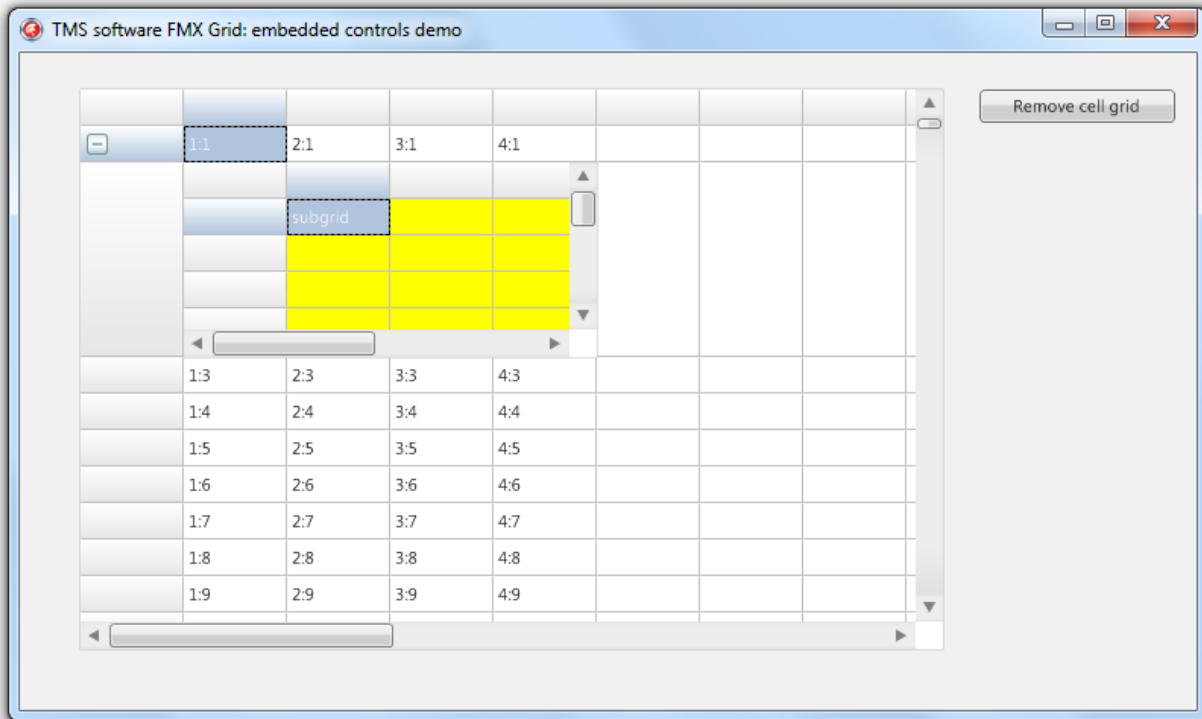 TMS software FMX Grid: embedded controls demo
Remove cell grid
1:1 2:1 3:1 4:1
subgrid
1:3 2:3 3:3 4:3
1:4 2:4 3:4 4:4
1:5 2:5 3:5 4:5
1:6 2:6 3:6 4:6
1:7 2:7 3:7 4:7
1:8 2:8 3:8 4:8
1:9 2:9 3:9 4:9